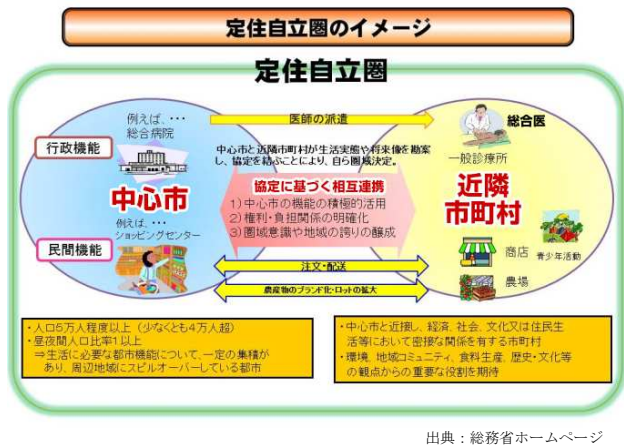 定住自立圏のイメージ
定住自立圏
例えば、・・・
総合病院
行政機能
医師の派遣
総合医
一般診療所
中心市と近隣市町村が生活実態や将来像を勘案
し、協定を結ぶことにより、自ら圏域決定。
中心市
協定に基づく相互連携
1)中心市の機能の積極的活用
2)権利・負担関係の明確化
3)圏域意識や地域の誇りの醸成
近隣
市町村
例えば、・・・
ショッピングセンター
民間機能
青少年活動
商店
農場
注文・配送
農産物のブランド化・ロットの拡大
・人口5万人程度以上（少なくとも4万人超）
・昼夜間人口比率1以上
⇒生活に必要な都市機能について、一定の集積が
あり、周辺地域にスピルオーバーしている都市
・中心市と近接し、経済、社会、文化又は住民生
活等において密接な関係を有する市町村
・環境、地域コミュニティ、食料生産、歴史・文化等
の観点からの重要な役割を期待
出典：総務省ホームページ